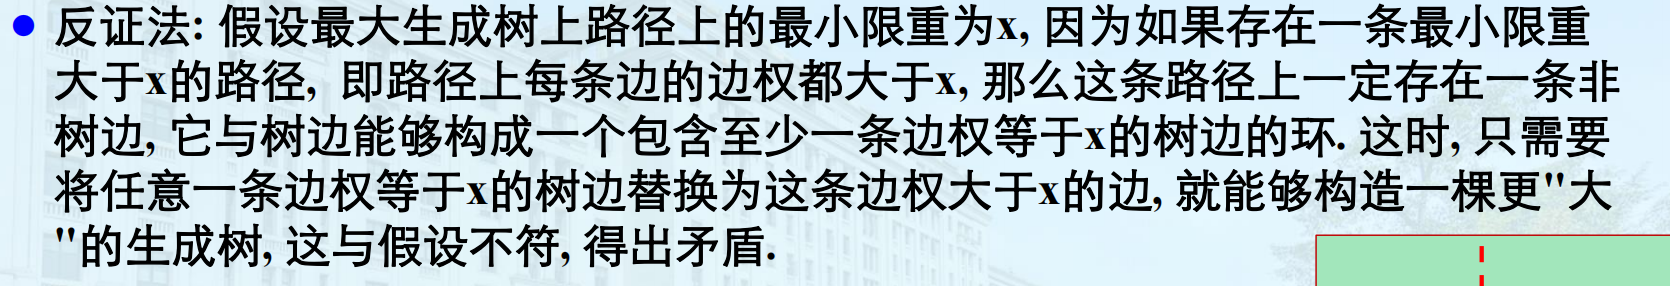 反证法: 假设最大生成树上路径上的最小限重为x, 因为如果存在一条最小限重
大于x的路径, 即路径上每条边的边权都大于x, 那么这条路径上一定存在一条非
树边, 它与树边能够构成一个包含至少一条边权等于x的树边的环. 这时, 只需要
将任意一条边权等于x的树边替换为这条边权大于x的边, 就能够构造一棵更"大
"的生成树, 这与假设不符, 得出矛盾.